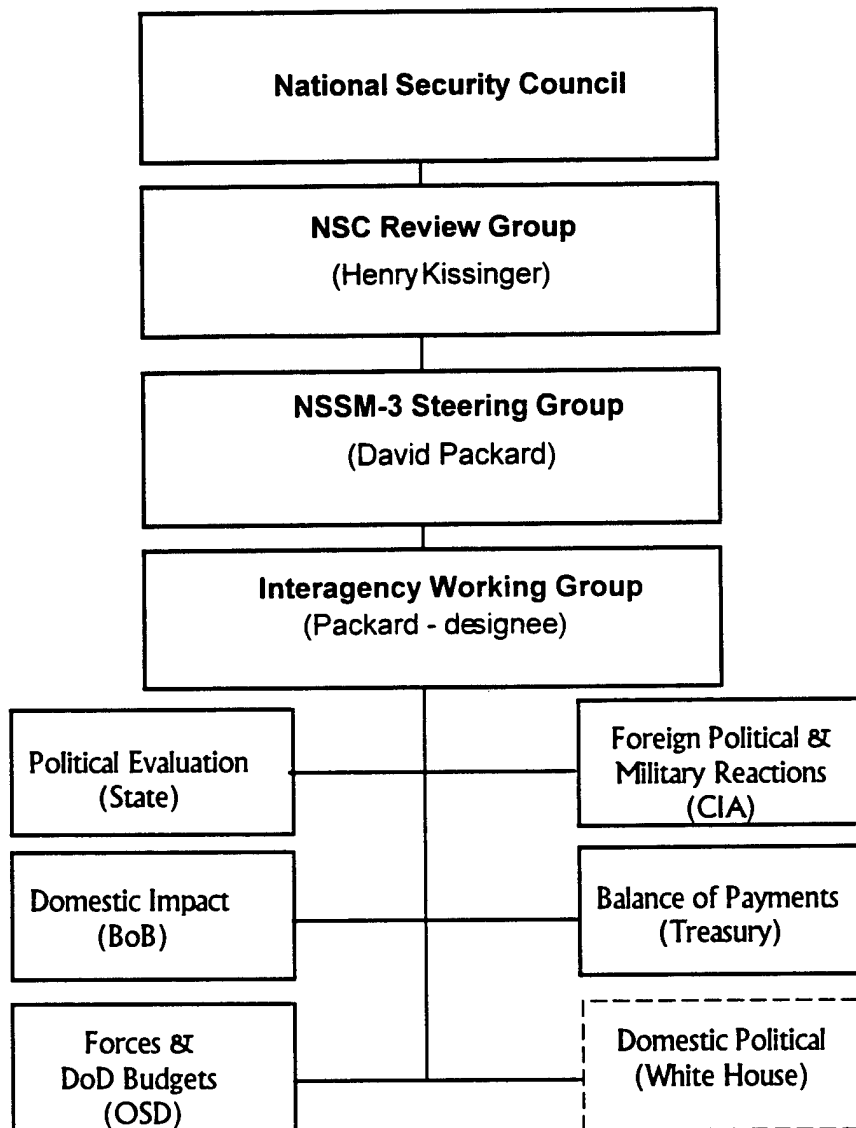 National Security Council
NSC Review Group
(Henry Kissinger)
NSSM-3 Steering Group
(David Packard)
Interagency Working Group
(Packard - designee)
Political Evaluation
(State)
Foreign Political &
Military Reactions
(CIA)
Domestic Impact
(BoB)
Balance of Payments
(Treasury)
Forces &
DoD Budgets
(OSD)
Domestic Political
(White House)